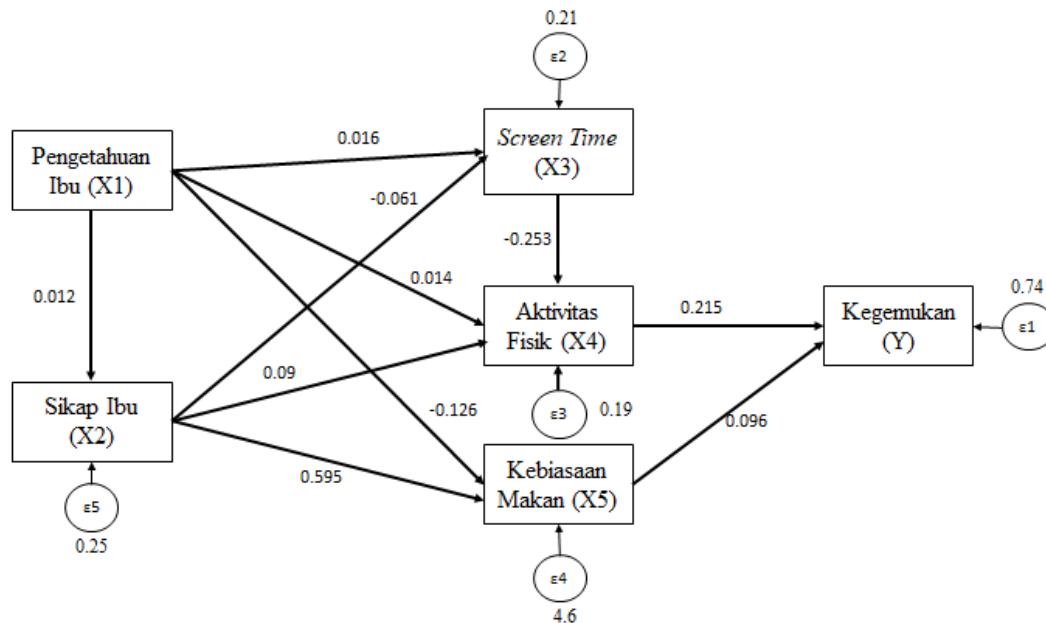 0.21
ε2
Screen Time
(X3)
0.016
Pengetahuan
Ibu (X1)
-0.061
-0.253
0.012
0.014
Aktivitas
Fisik (X4)
0.215
Kegemukan
(Y)
0.74
ε1
Sikap Ibu
(X2)
0.09
-0.126
ε3
0.19
0.096
0.595
Kebiasaan
Makan (X5)
ε5
0.25
ε4
4.6